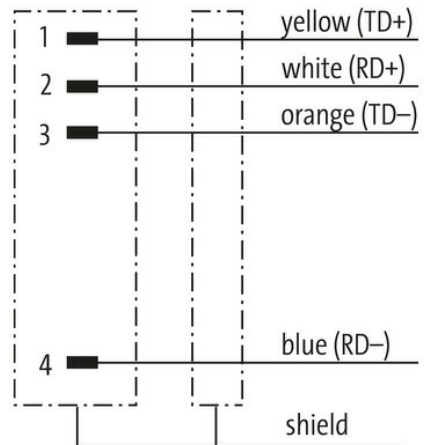 1 yellow (TD+)
2 white (RD+)
3 orange (TD–)
4 blue (RD–)
shield